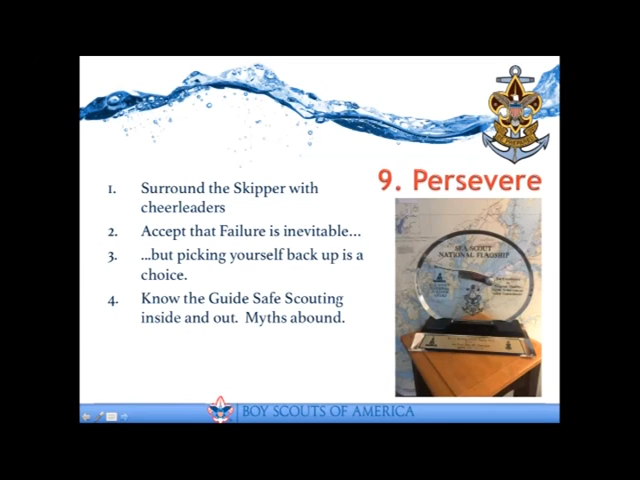 9. Persevere
1. Surround the Skipper with
cheerleaders
2. Accept that Failure is inevitable...
3. ...but picking yourself back up is a
choice.
4. Know the Guide Safe Scouting
inside and out. Myths abound.
SEA SCOUT
NATIONAL FLAGSHIP
BOY SCOUTS OF AMERICA